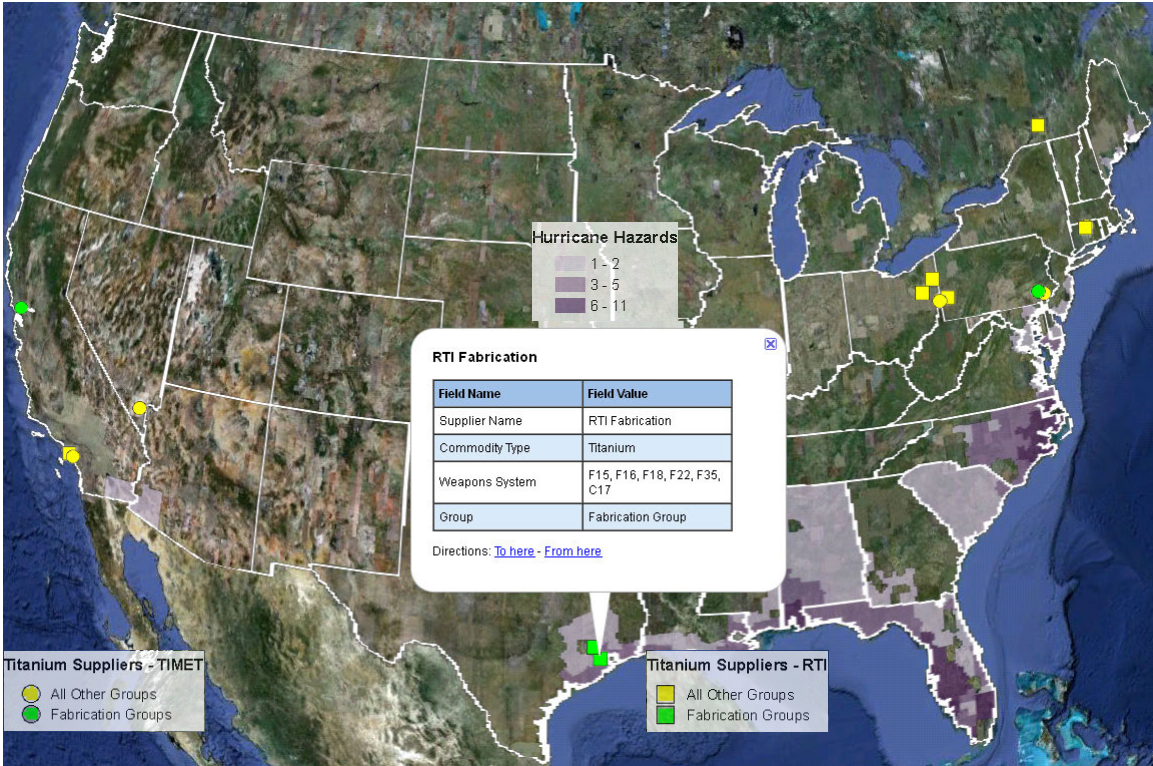 Hurricane Hazards
1 - 2
3 - 5
6 - 11
RTI Fabrication
Field Name Field Value
Supplier Name RTI Fabrication
Commodity Type Titanium
Weapons System F15, F16, F18, F22, F35,
C17
Group Fabrication Group
Directions: To here - From here
Titanium Suppliers - TIMET
All Other Groups
Fabrication Groups
Titanium Suppliers - RTI
All Other Groups
Fabrication Groups